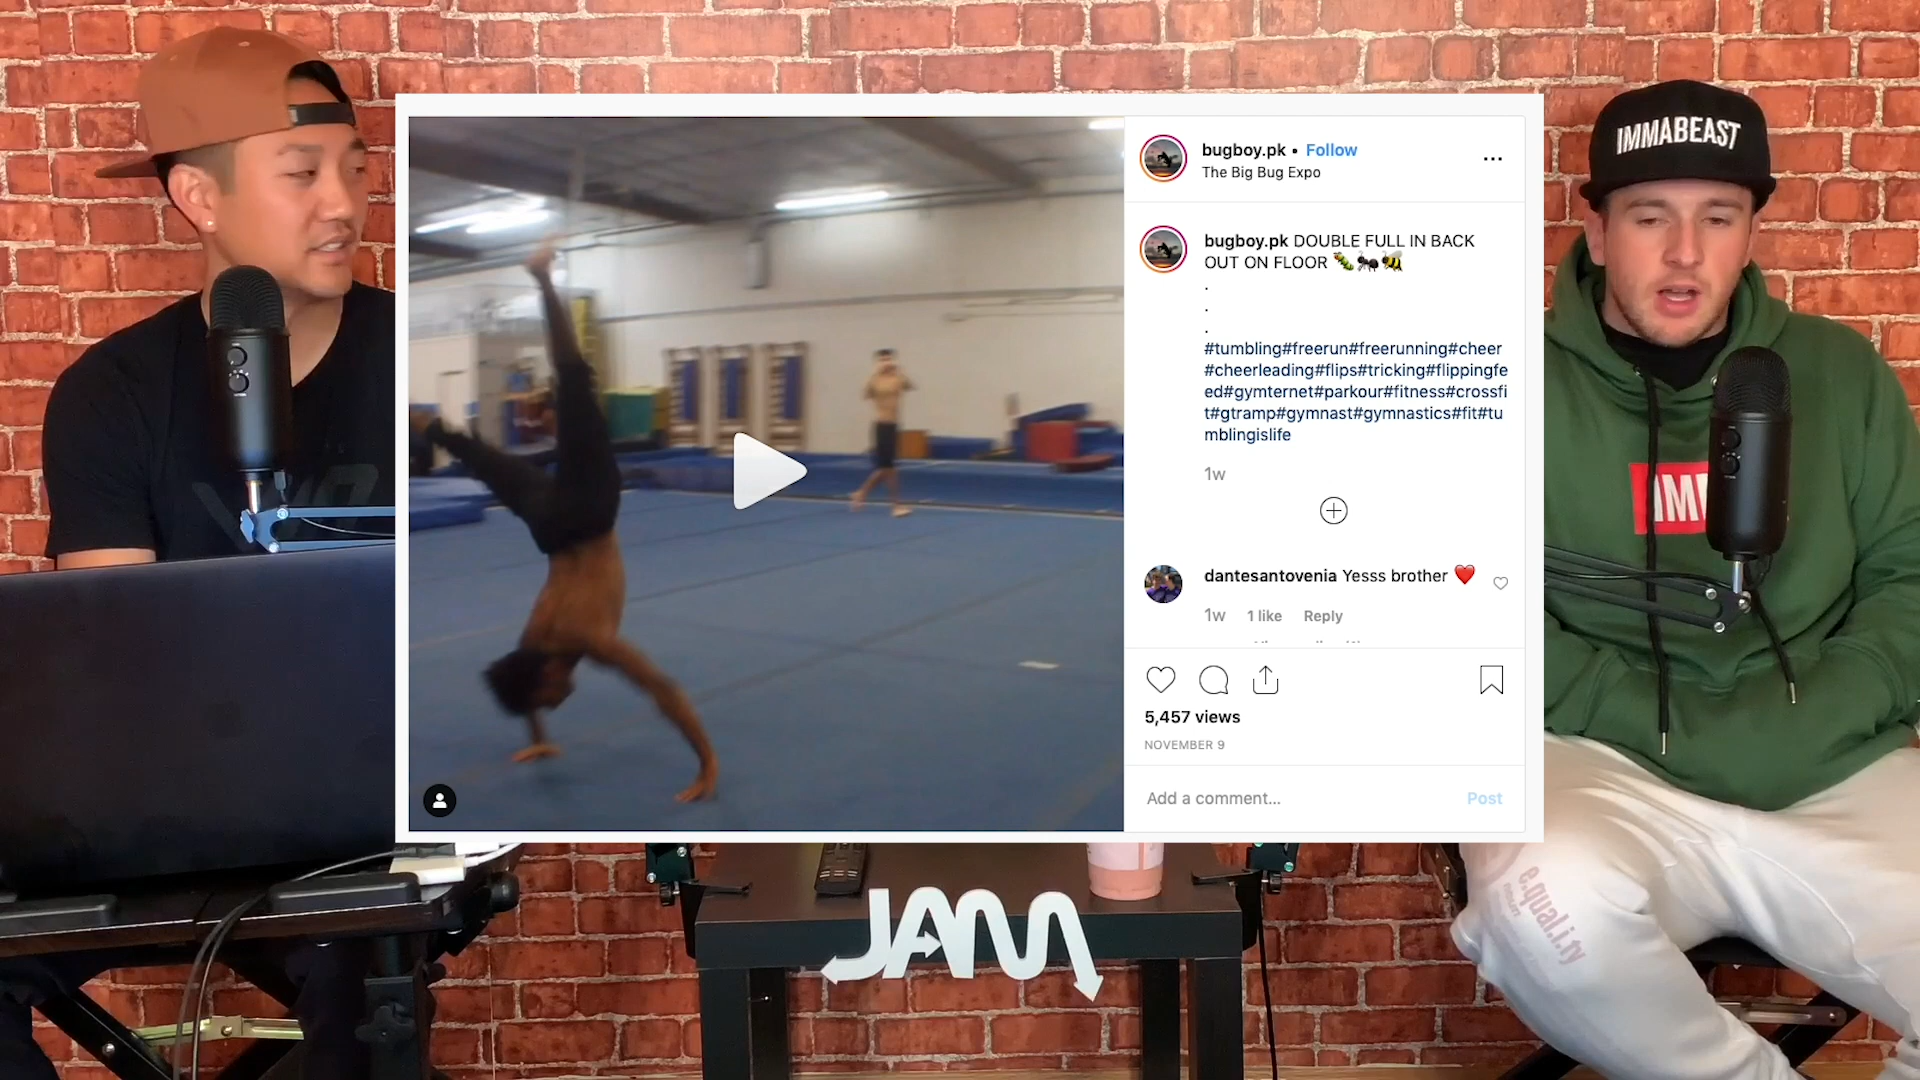 IMMABEAST
bugboy.pk • Follow
The Big Bug Expo
...
bugboy.pk DOUBLE FULL IN BACK
OUT ON FLOOR 🐛🐜🐝
.
.
.
#tumbling#freerun#freerunning#cheer
#cheerleading#flips#tricking#flippingfe
ed#gymternet#parkour#fitness#crossfi
t#gtramp#gymnast#gymnastics#fit#tu
mblingislife
1w
dantesantovenia Yesss brother ❤️
1w 1 like Reply
5,457 views
NOVEMBER 9
Add a comment... Post
JAM
e.qual.i.ty